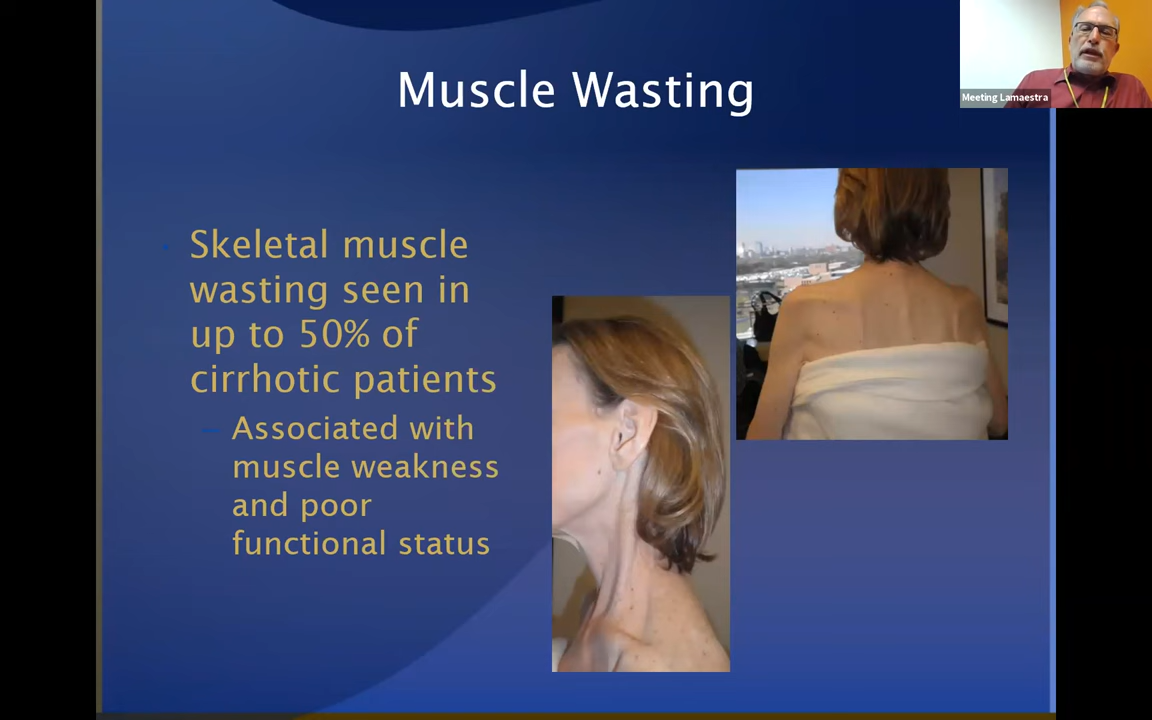 Muscle Wasting
Meeting Lamaestra
Skeletal muscle
wasting seen in
up to 50% of
cirrhotic patients
– Associated with
muscle weakness
and poor
functional status